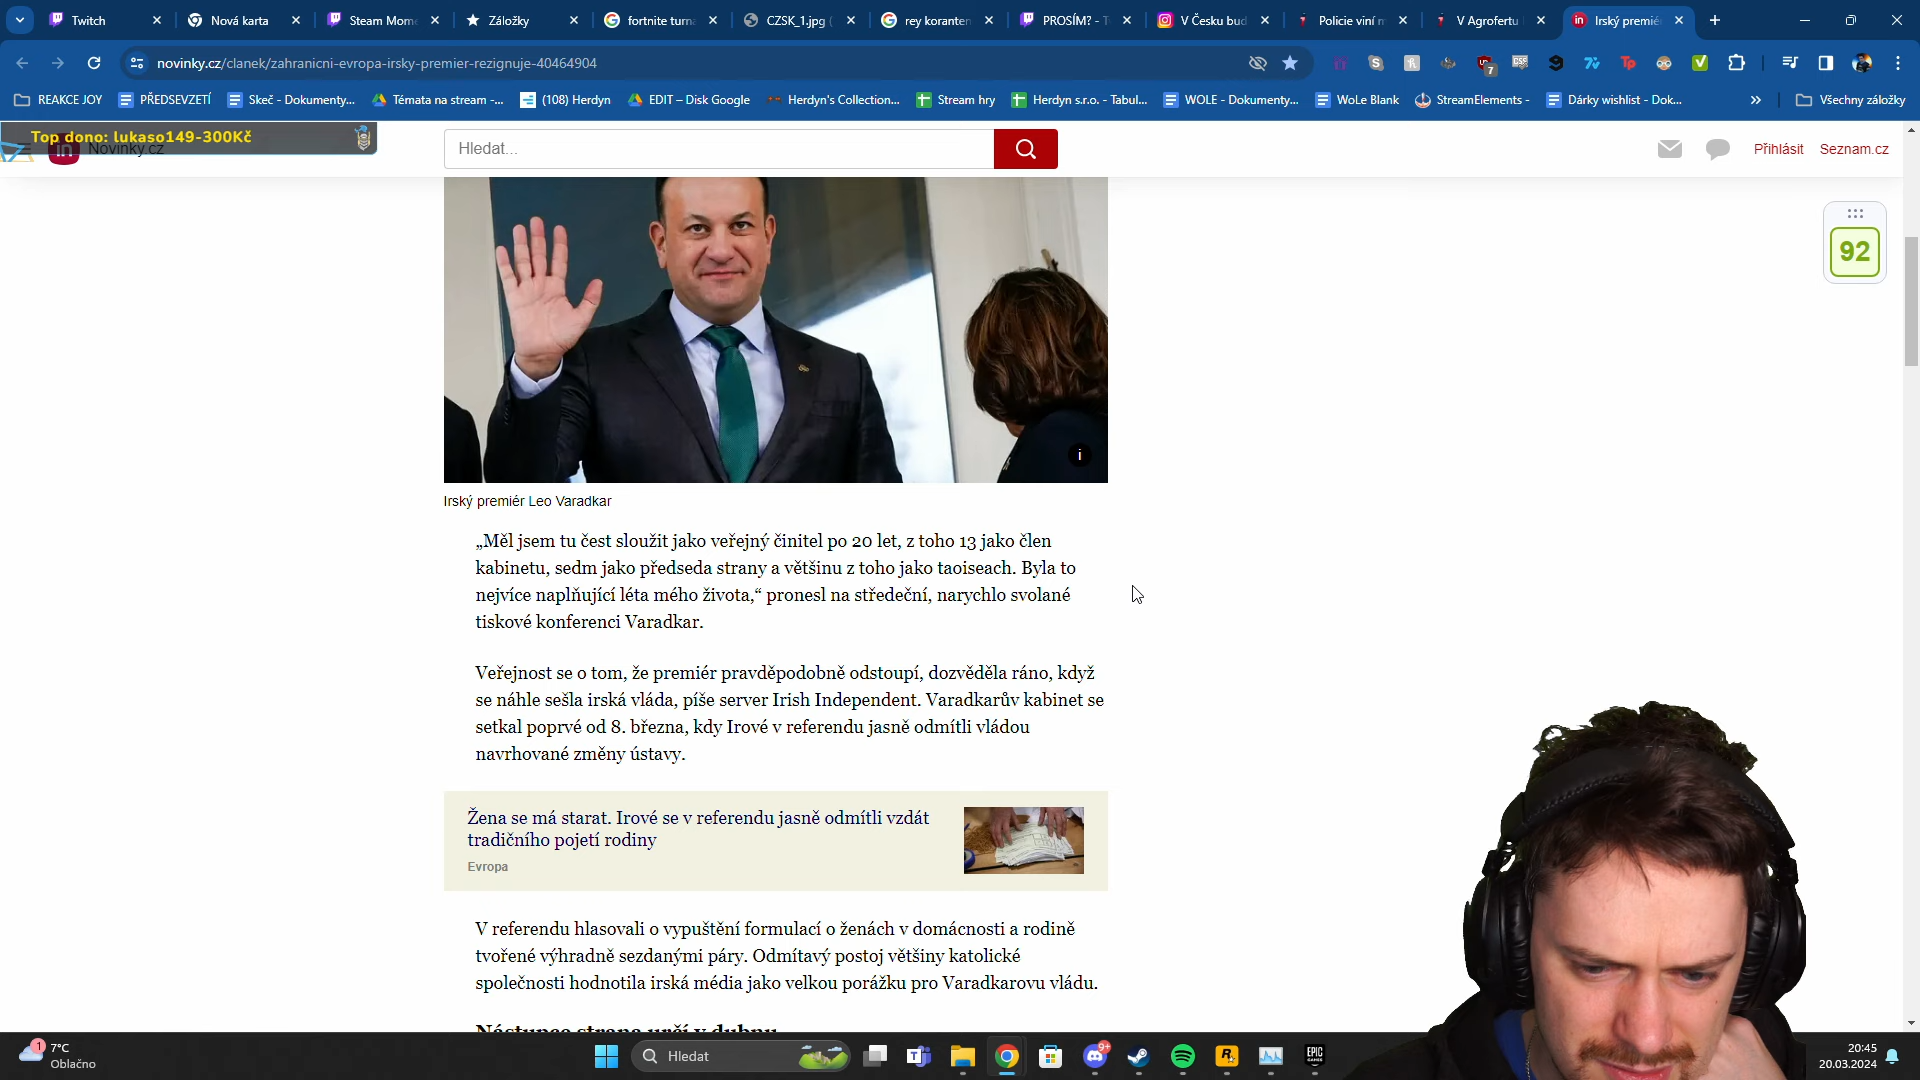 Twitch
Nová karta
Steam Mom
Záložky
fortnite turna
CZSK_1.jpg (
rey koranten
PROSÍM? - T
V Česku bud
Policie viní m
V Agrofertu
Irský premié
novinky.cz/clanek/zahranicni-evropa-irsky-premier-rezignuje-40464904
REAKCE JOY
PŘEDSEVZETÍ
Skeč - Dokumenty...
Témata na stream -...
(108) Herdyn
EDIT – Disk Google
Herdyn's Collection...
Stream hry
Herdyn s.r.o. - Tabul...
WOLE - Dokumenty...
WoLe Blank
StreamElements -
Dárky wishlist - Dok...
Všechny záložky
Top dono: lukaso149-300Kč
Novinky.cz
Hledat...
Přihlásit
Seznam.cz
92
Irský premiér Leo Varadkar
„Měl jsem tu čest sloužit jako veřejný činitel po 20 let, z toho 13 jako člen
kabinetu, sedm jako předseda strany a většinu z toho jako taoiseach. Byla to
nejvíce naplňující léta mého života,“ pronesl na středeční, narychlo svolané
tiskové konferenci Varadkar.
Veřejnost se o tom, že premiér pravděpodobně odstoupí, dozvěděla ráno, když
se náhle sešla irská vláda, píše server Irish Independent. Varadkarův kabinet se
setkal poprvé od 8. března, kdy Irové v referendu jasně odmítli vládou
navrhované změny ústavy.
Žena se má starat. Irové se v referendu jasně odmítli vzdát
tradičního pojetí rodiny
Evropa
V referendu hlasovali o vypuštění formulací o ženách v domácnosti a rodině
tvořené výhradně sezdanými páry. Odmítavý postoj většiny katolické
společnosti hodnotila irská média jako velkou porážku pro Varadkarovu vládu.
Nástupce strana určí v dubnu
7°C
Oblačno
Hledat
20:45
20.03.2024